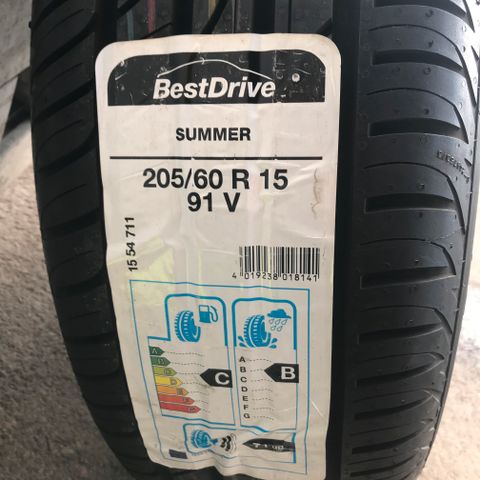 BestDrive
SUMMER
205/60 R 15
91 V
15 54 711
4 019238 018141
A
B
C
D
E
F
G
C
B